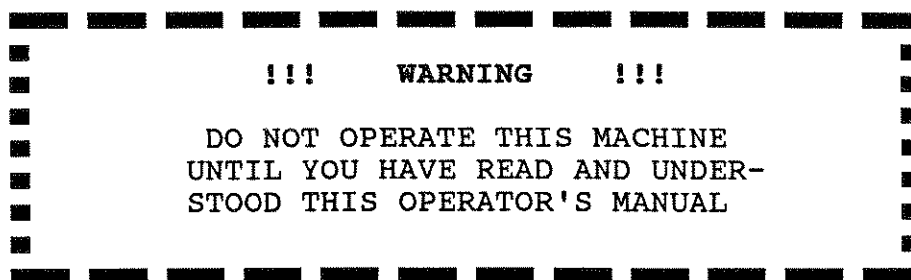 !!! WARNING !!!
DO NOT OPERATE THIS MACHINE
UNTIL YOU HAVE READ AND UNDER-
STOOD THIS OPERATOR'S MANUAL